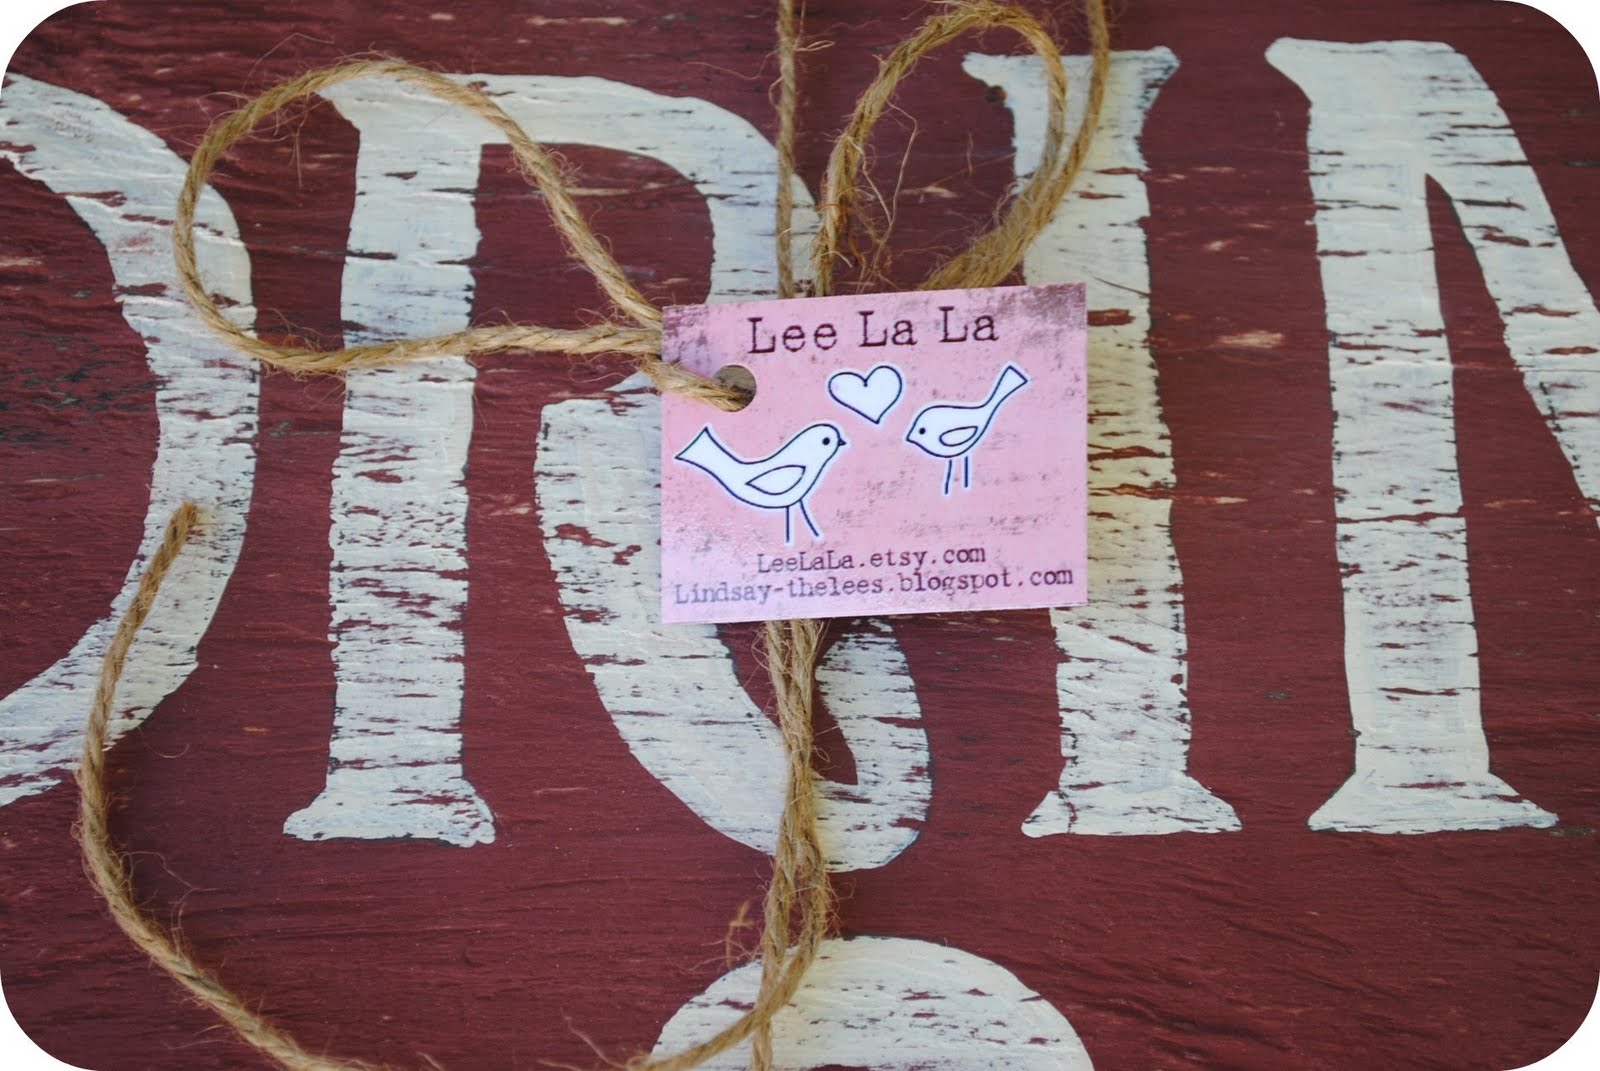 Lee La La
LeeLaLa.etsy.com
Lindsay-thelees.blogspot.com